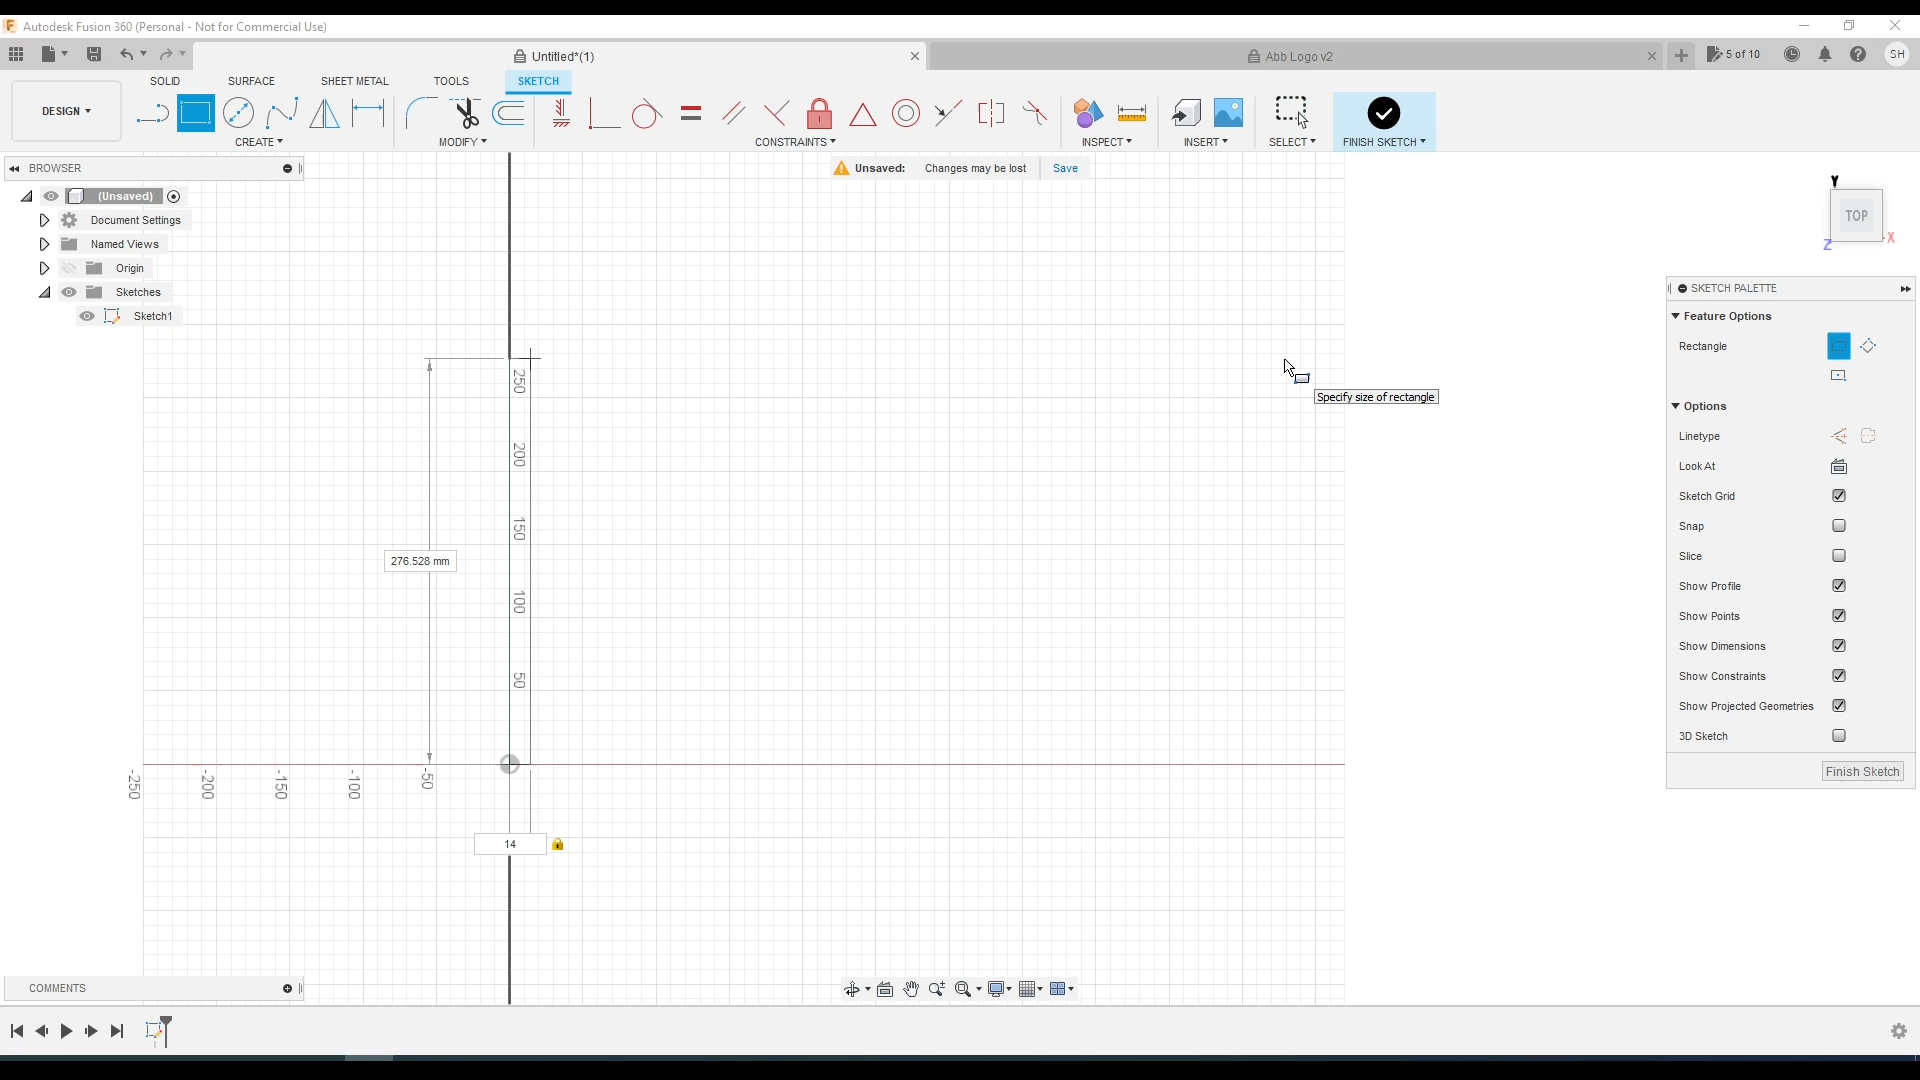 Autodesk Fusion 360 (Personal - Not for Commercial Use)
Untitled*(1)
Abb Logo v2
5 of 10
SH
SOLID
SURFACE
SHEET METAL
TOOLS
SKETCH
DESIGN
CREATE
MODIFY
CONSTRAINTS
INSPECT
INSERT
SELECT
FINISH SKETCH
BROWSER
Unsaved: Changes may be lost Save
(Unsaved)
Document Settings
Named Views
Origin
Sketches
Sketch1
Y
TOP
Z
X
SKETCH PALETTE
Feature Options
Rectangle
Options
Linetype
Look At
Sketch Grid
Snap
Slice
Show Profile
Show Points
Show Dimensions
Show Constraints
Show Projected Geometries
3D Sketch
Finish Sketch
Specify size of rectangle
250
200
150
100
50
276.528 mm
-250
-200
-150
-100
-50
14
COMMENTS